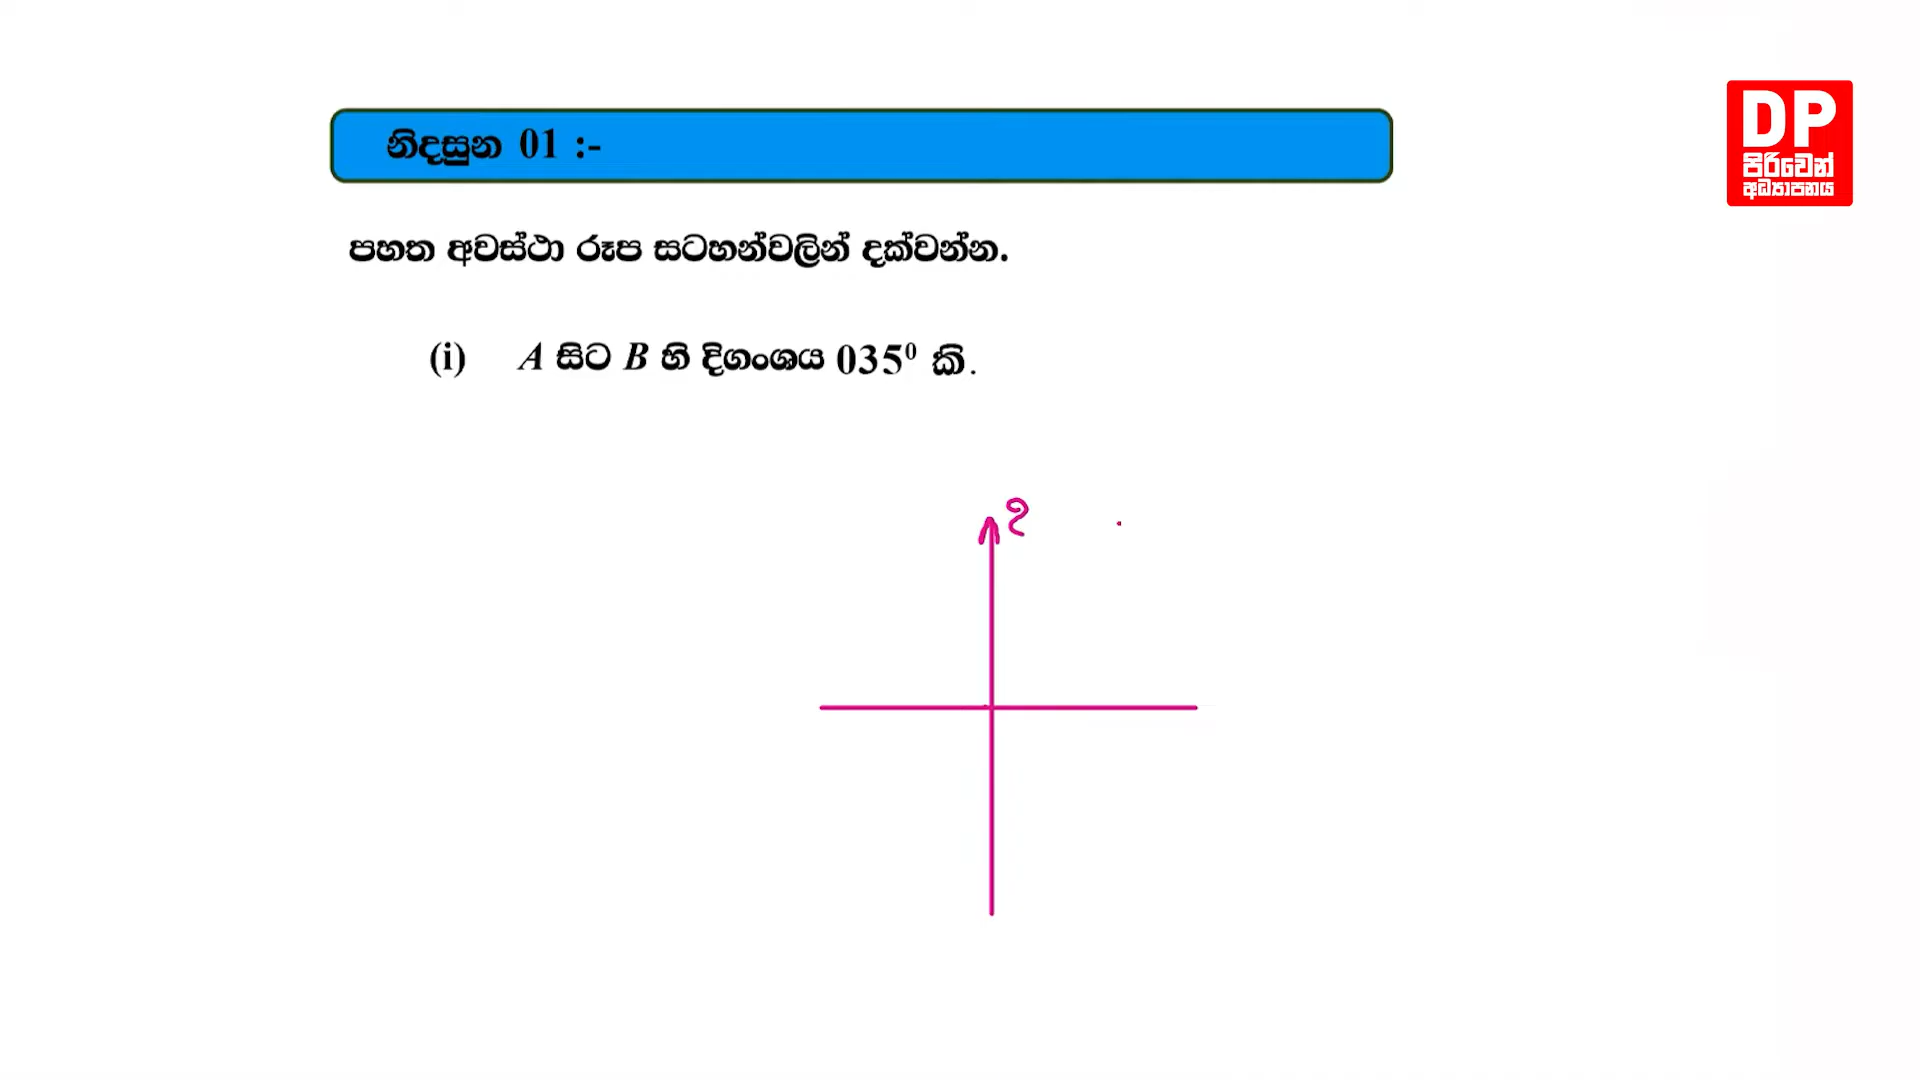 නිදසුන 01 :-
DP
පිරිවෙන්
අධ්‍යාපනය
පහත අවස්ථා රූප සටහන්වලින් දක්වන්න.
(i) A සිට B හි දිගංශය 035⁰ කි.
උ